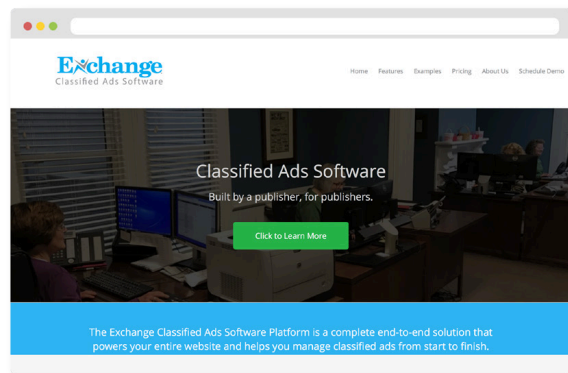 Exchange
Classified Ads Software
Home Features Examples Pricing About Us Schedule Demo
Classified Ads Software
Built by a publisher, for publishers.
Click to Learn More
The Exchange Classified Ads Software Platform is a complete end-to-end solution that
powers your entire website and helps you manage classified ads from start to finish.